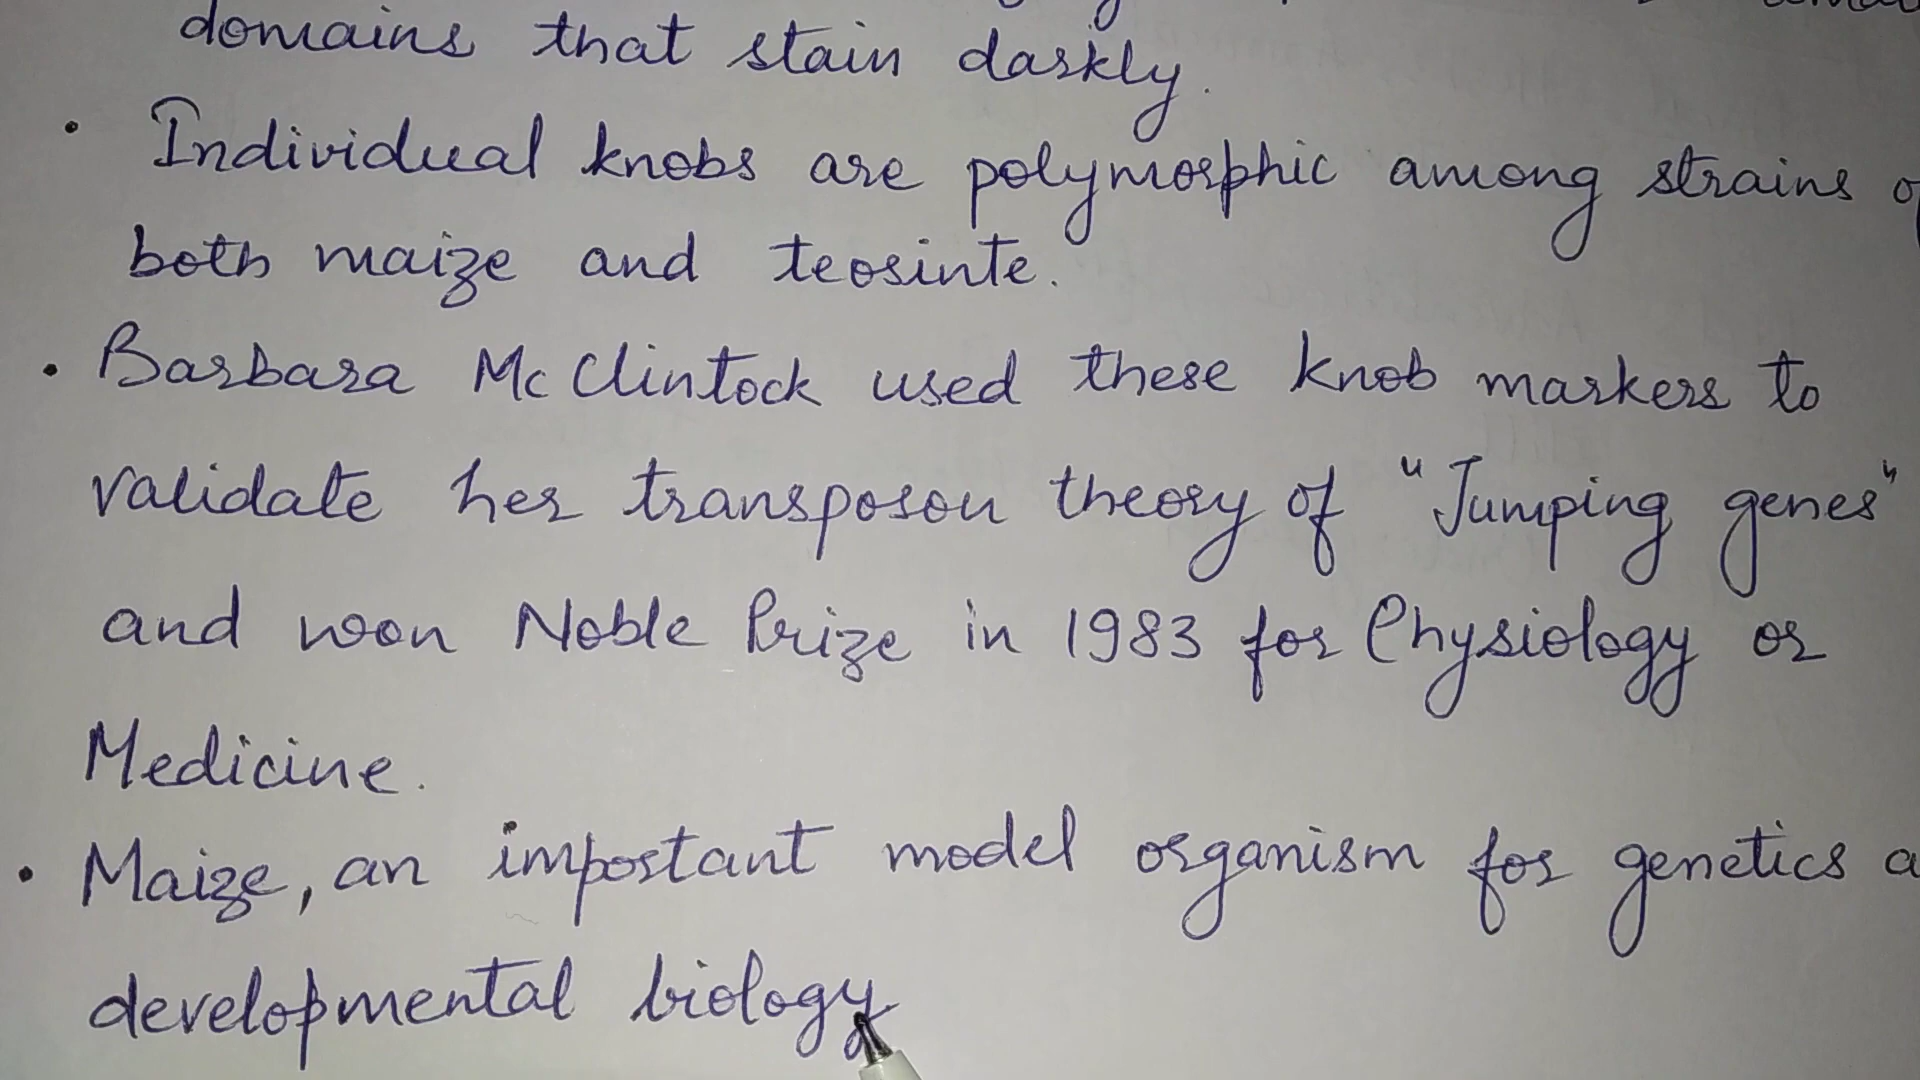 domains that stain darkly.
• Individual knobs are polymorphic among strains
both maize and teosinte.
• Barbara McClintock used these knob markers to
validate her transposon theory of "Jumping genes"
and won Noble Prize in 1983 for Physiology or
Medicine.
• Maize, an important model organism for genetics
developmental biology